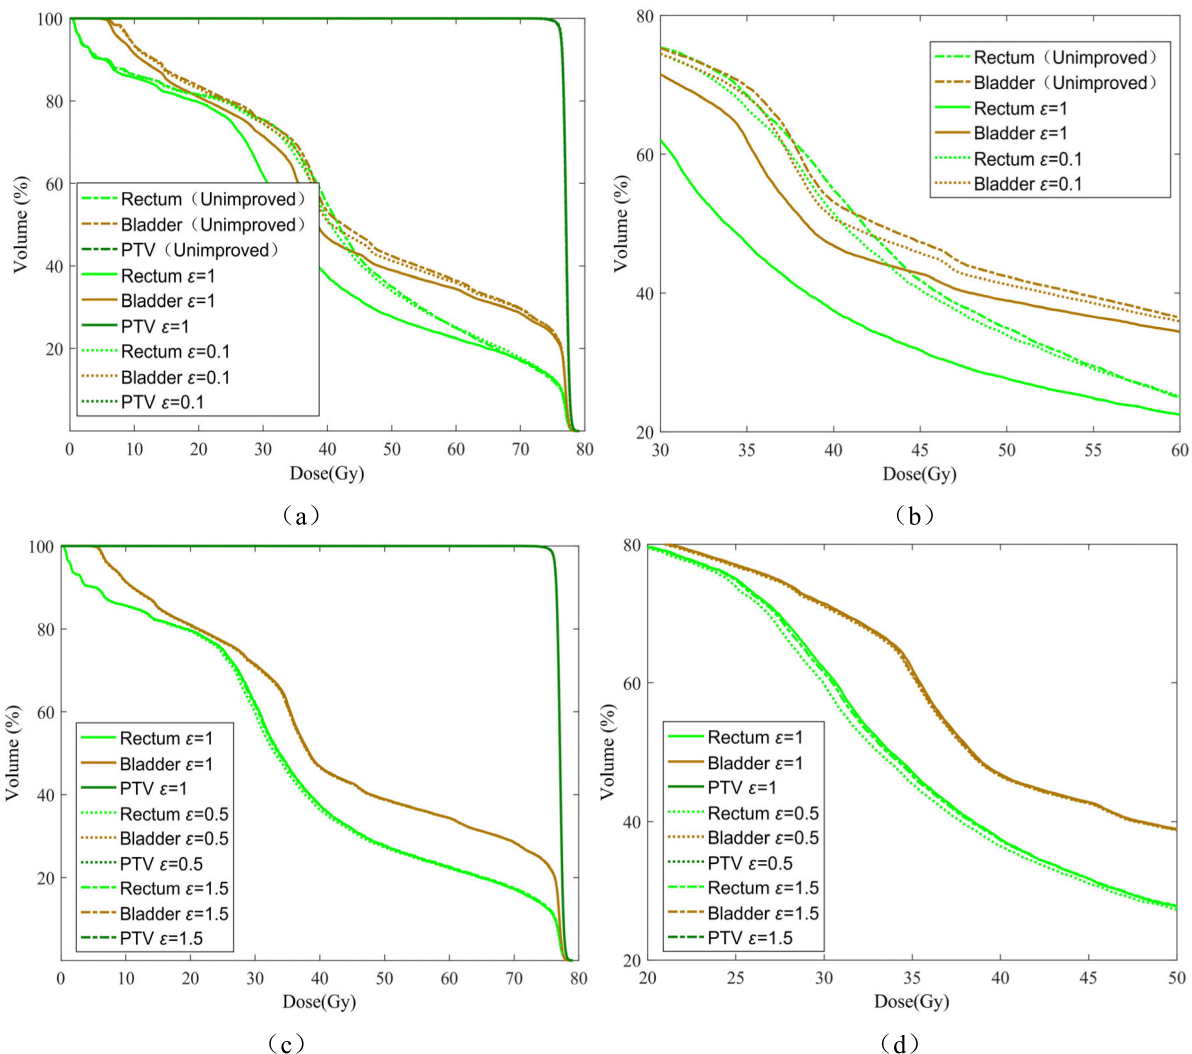 100
80
60
40
20
Volume (%)
Rectum（Unimproved）
Bladder（Unimproved）
PTV（Unimproved）
Rectum ε=1
Bladder ε=1
PTV ε=1
Rectum ε=0.1
Bladder ε=0.1
PTV ε=0.1
0 10 20 30 40 50 60 70 80
Dose(Gy)
（a）
80
60
40
20
Volume (%)
Rectum（Unimproved）
Bladder（Unimproved）
Rectum ε=1
Bladder ε=1
Rectum ε=0.1
Bladder ε=0.1
30 35 40 45 50 55 60
Dose(Gy)
（b）
100
80
60
40
20
Volume (%)
Rectum ε=1
Bladder ε=1
PTV ε=1
Rectum ε=0.5
Bladder ε=0.5
PTV ε=0.5
Rectum ε=1.5
Bladder ε=1.5
PTV ε=1.5
0 10 20 30 40 50 60 70 80
Dose(Gy)
（c）
80
60
40
20
Volume (%)
Rectum ε=1
Bladder ε=1
PTV ε=1
Rectum ε=0.5
Bladder ε=0.5
PTV ε=0.5
Rectum ε=1.5
Bladder ε=1.5
PTV ε=1.5
20 25 30 35 40 45 50
Dose(Gy)
（d）